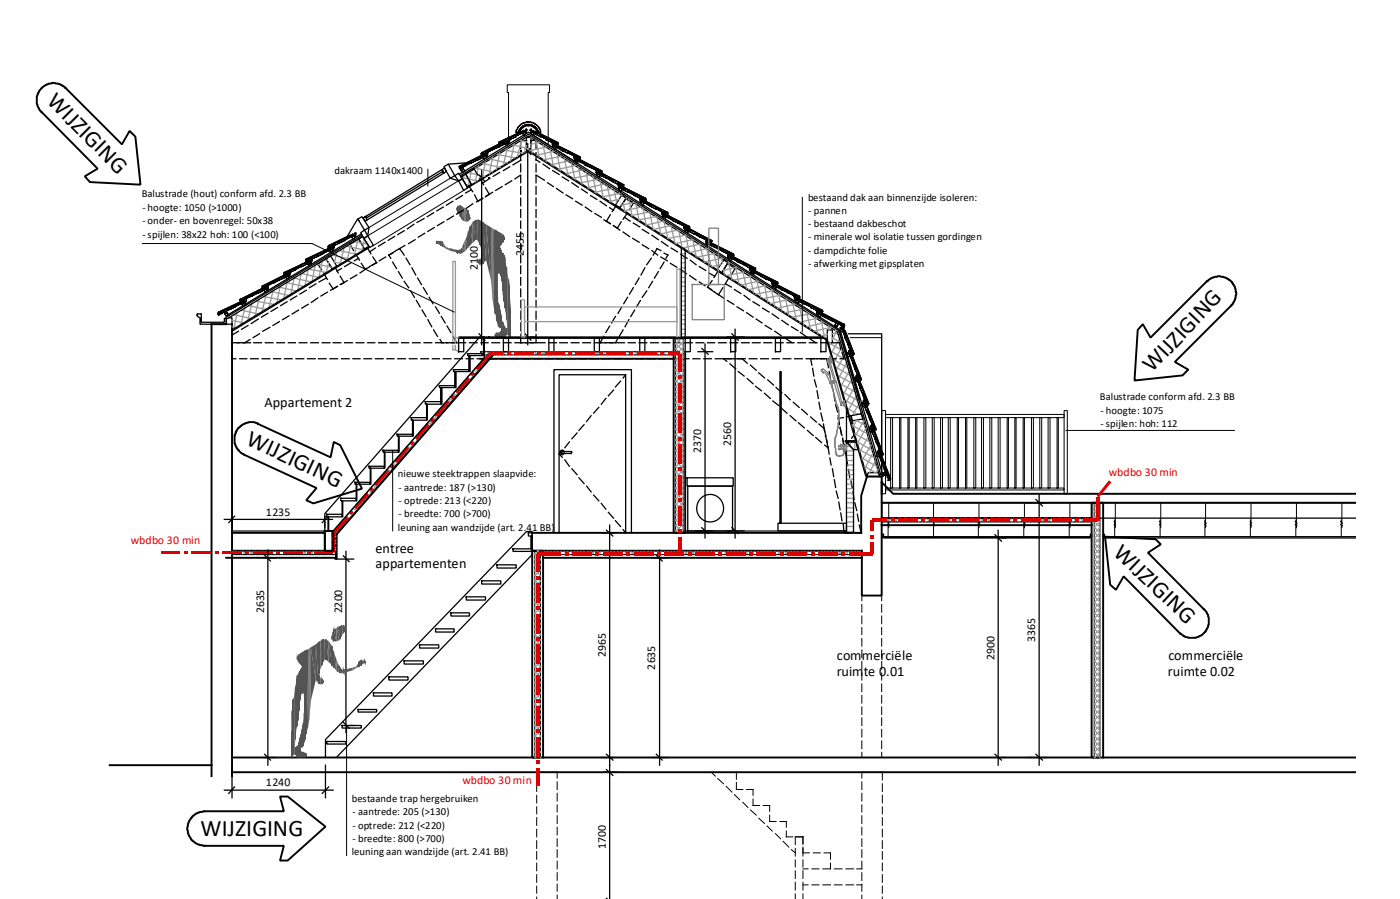 WIJZIGING
Balustrade (hout) conform afd. 2.3 BB
- hoogte: 1050 (>1000)
- onder- en bovenregel: 50x38
- spijlen: 38x22 hoh: 100 (<100)
dakraam 1140x1400
2100
2455
bestaand dak aan binnenzijde isoleren:
- pannen
- bestaand dakbeschot
- minerale wol isolatie tussen gordingen
- dampdichte folie
- afwerking met gipsplaten
WIJZIGING
Balustrade conform afd. 2.3 BB
- hoogte: 1075
- spijlen: hoh: 112
Appartement 2
WIJZIGING
nieuwe steektrappen slaapvide:
- aantrede: 187 (>130)
- optrede: 213 (<220)
- breedte: 700 (>700)
leuning aan wandzijde (art. 2.41 BB)
2370
2560
wbdbo 30 min
1235
wbdbo 30 min
entree
appartementen
2635
2200
2965
2635
2900
3365
WIJZIGING
commerciële
ruimte 0.01
commerciële
ruimte 0.02
wbdbo 30 min
1240
WIJZIGING
bestaande trap hergebruiken
- aantrede: 205 (>130)
- optrede: 212 (<220)
- breedte: 800 (>700)
leuning aan wandzijde (art. 2.41 BB)
1700